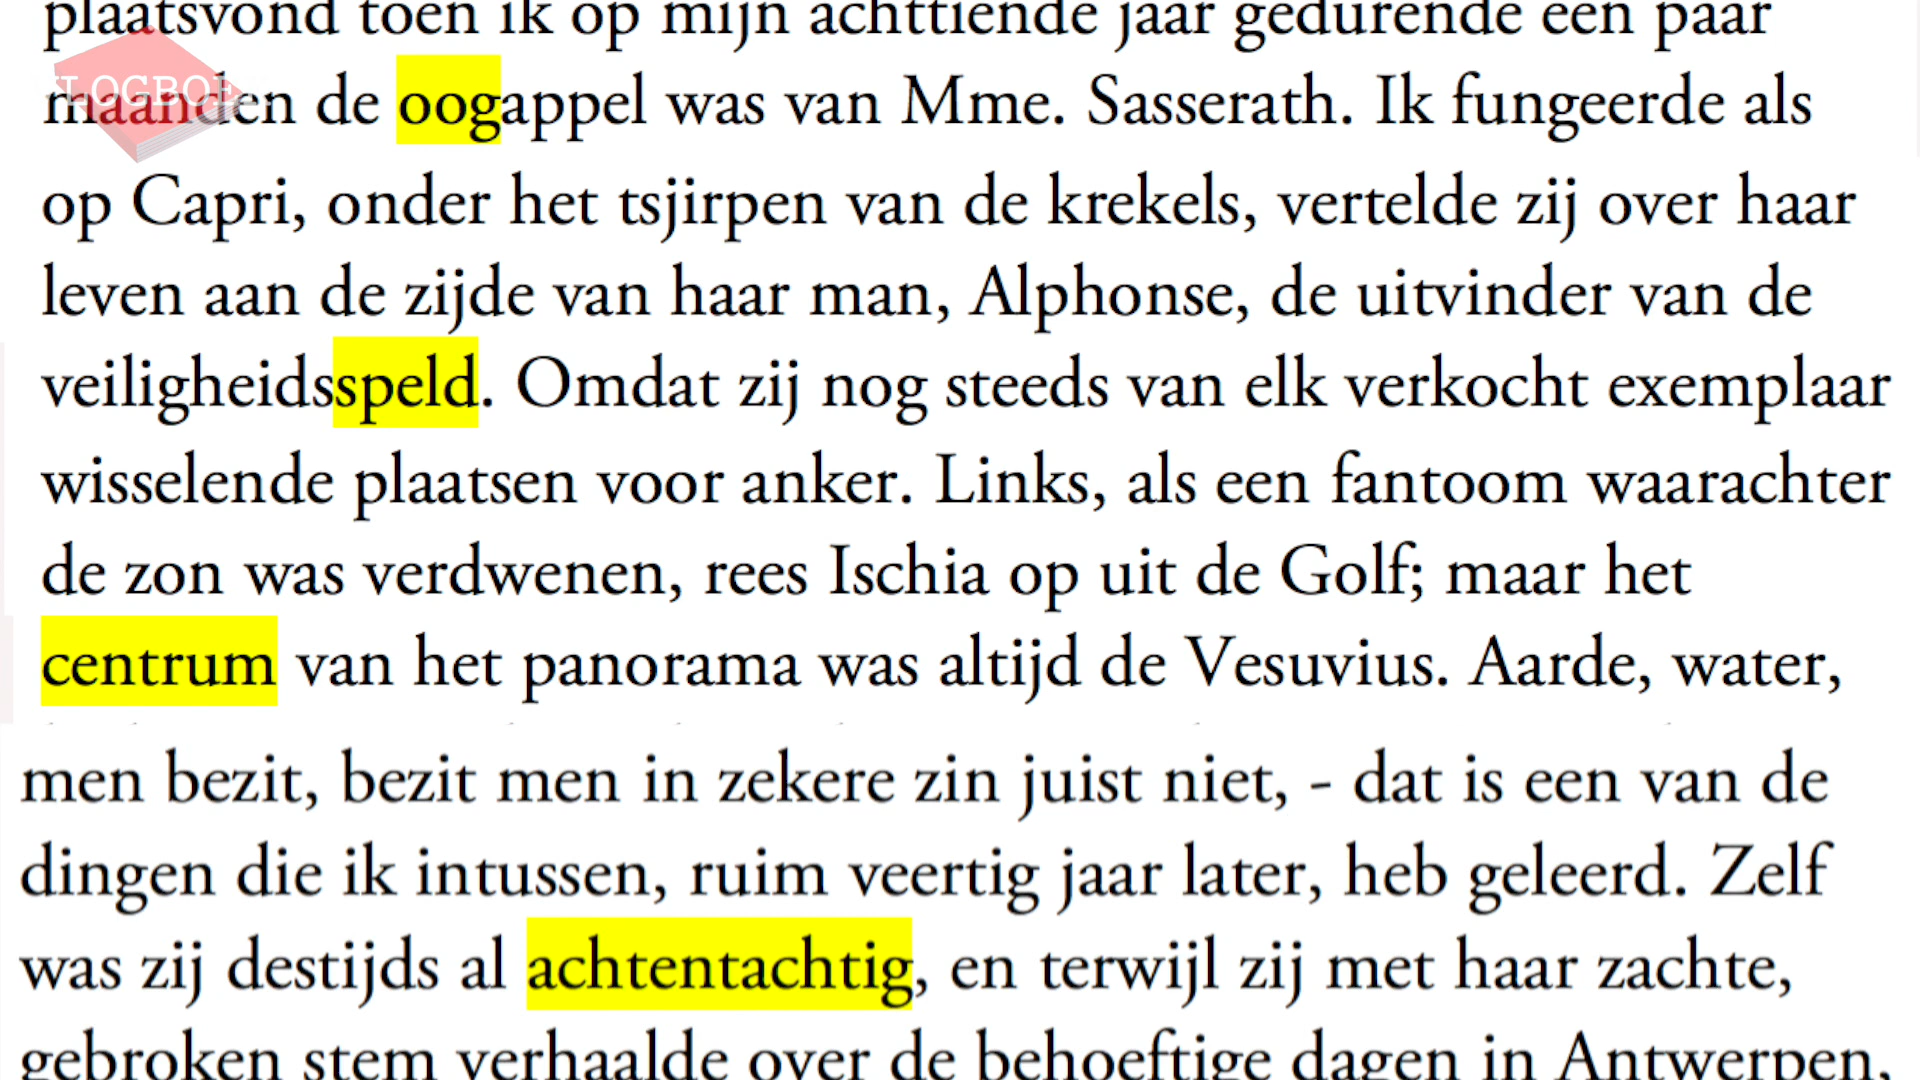 plaatsvond toen ik op mijn achttiende jaar gedurende een paar
VLOGBOEK
maanden de oogappel was van Mme. Sasserath. Ik fungeerde als
op Capri, onder het tsjirpen van de krekels, vertelde zij over haar
leven aan de zijde van haar man, Alphonse, de uitvinder van de
veiligheidsspeld. Omdat zij nog steeds van elk verkocht exemplaar
wisselende plaatsen voor anker. Links, als een fantoom waarachter
de zon was verdwenen, rees Ischia op uit de Golf; maar het
centrum van het panorama was altijd de Vesuvius. Aarde, water,
men bezit, bezit men in zekere zin juist niet, - dat is een van de
dingen die ik intussen, ruim veertig jaar later, heb geleerd. Zelf
was zij destijds al achtentachtig, en terwijl zij met haar zachte,
gebroken stem verhaalde over de behoeftige dagen in Antwerpen,